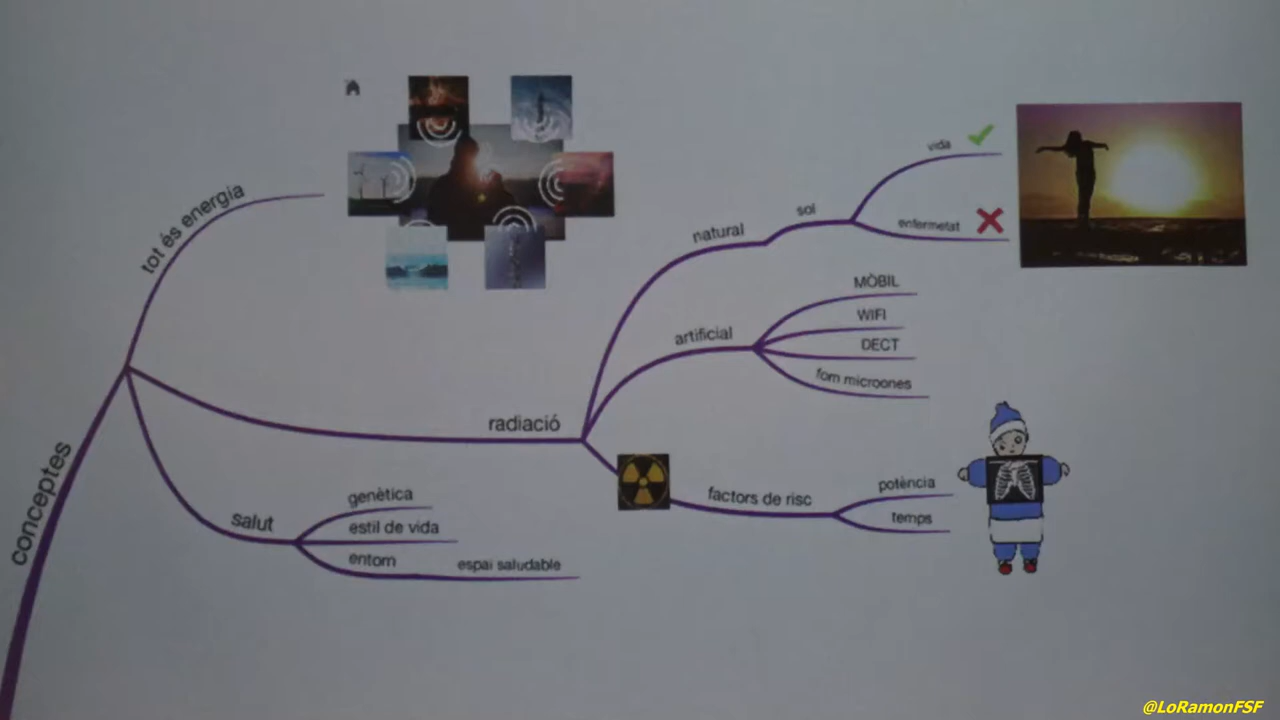 conceptes
tot és energia
radiació
natural
sol
vida
enfermetat
artificial
MÒBIL
WIFI
DECT
forn microones
factors de risc
potència
temps
salut
genètica
estil de vida
entorn
espai saludable
@LoRamonFSF